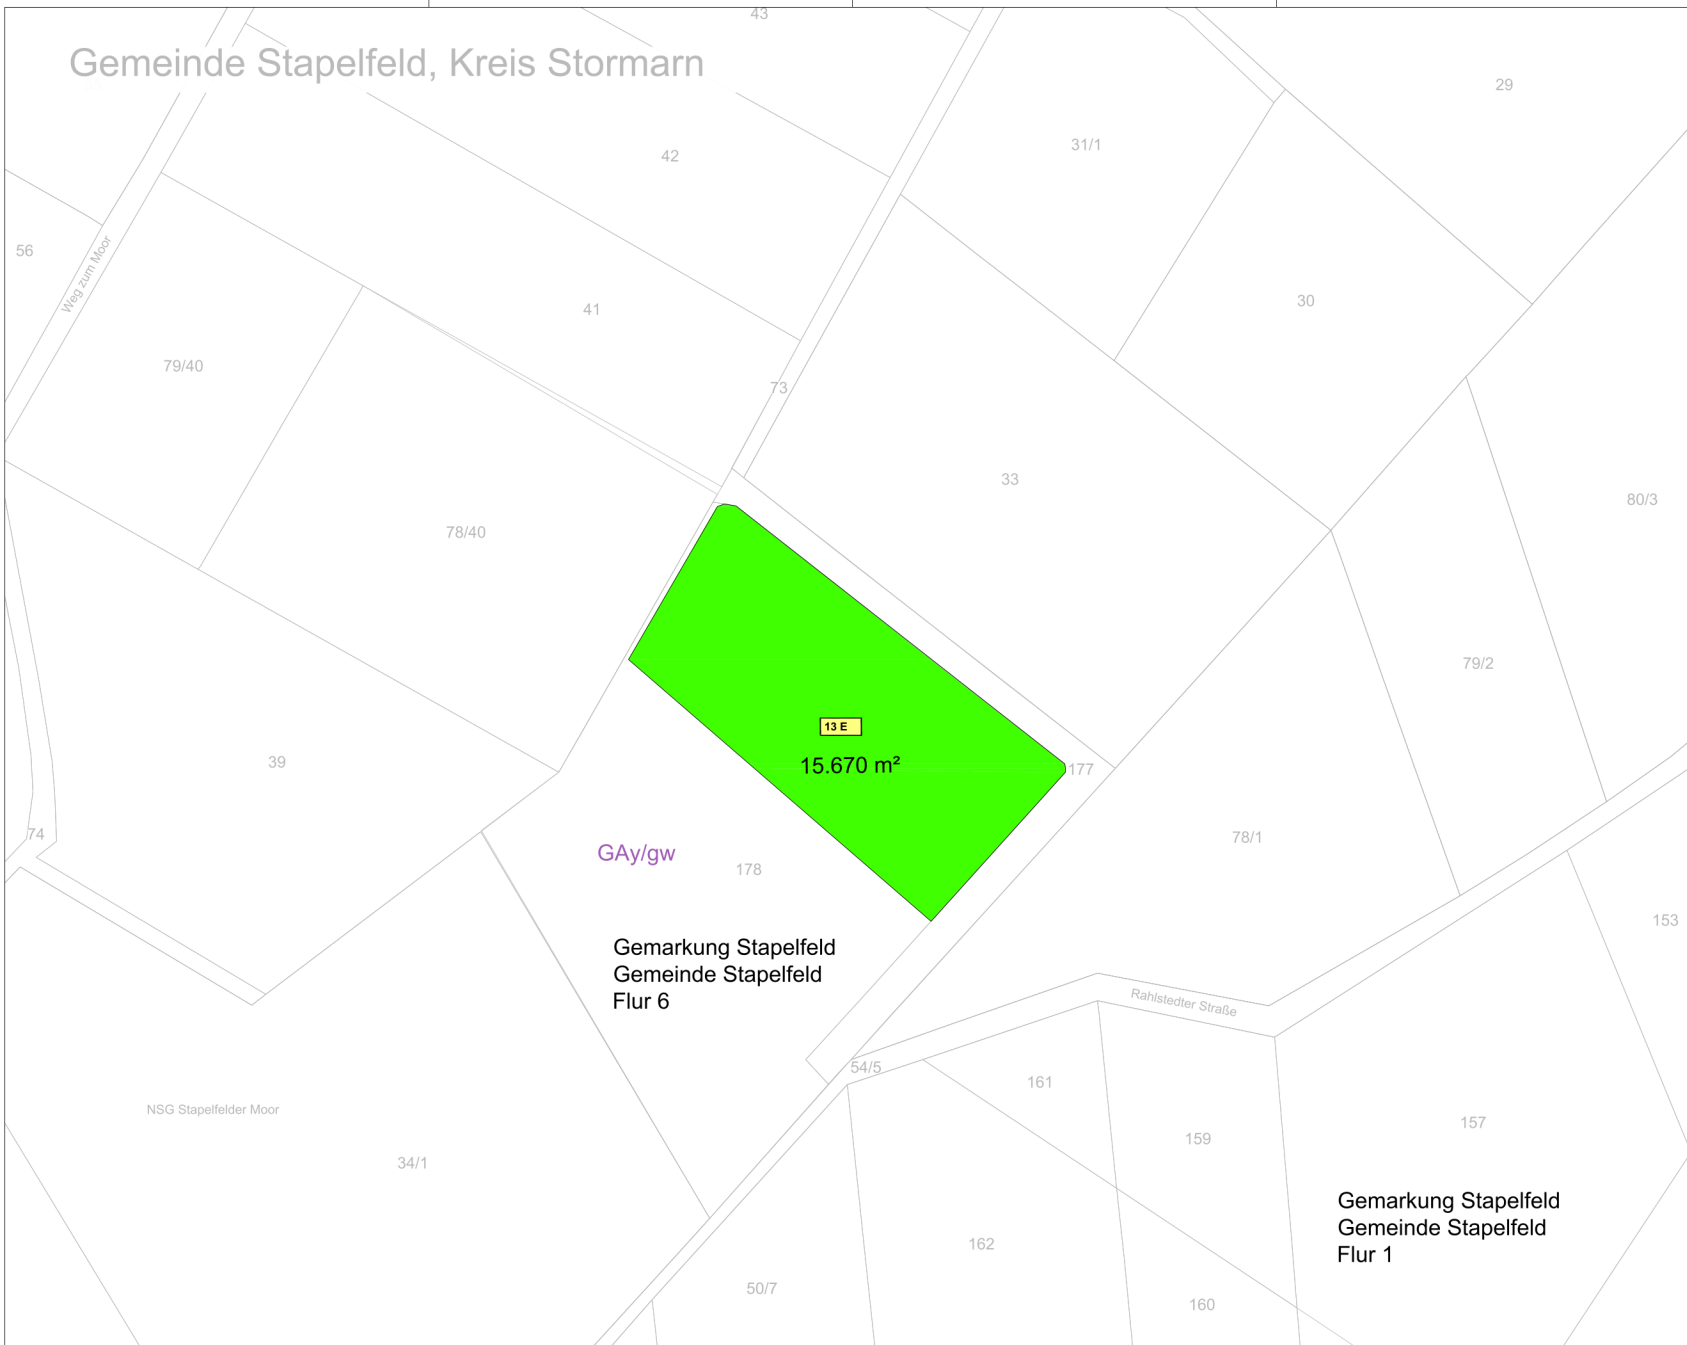 43
Gemeinde Stapelfeld, Kreis Stormarn
29
31/1
42
56
Weg zum Moor
30
41
79/40
73
33
80/3
78/40
79/2
13 E
15.670 m²
177
39
74
78/1
GAy/gw
178
153
Gemarkung Stapelfeld
Gemeinde Stapelfeld
Flur 6
Rahlstedter Straße
54/5
161
NSG Stapelfelder Moor
159
157
34/1
Gemarkung Stapelfeld
Gemeinde Stapelfeld
Flur 1
162
50/7
160